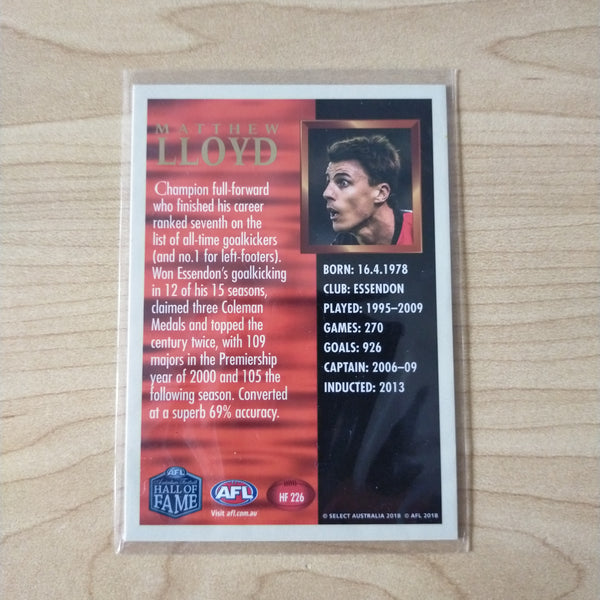 MATTHEW
LLOYD
Champion full-forward
who finished his career
ranked seventh on the
list of all-time goalkickers
(and no.1 for left-footers).
Won Essendon's goalkicking
in 12 of his 15 seasons,
claimed three Coleman
Medals and topped the
century twice, with 109
majors in the Premiership
year of 2000 and 105 the
following season. Converted
at a superb 69% accuracy.
BORN: 16.4.1978
CLUB: ESSENDON
PLAYED: 1995–2009
GAMES: 270
GOALS: 926
CAPTAIN: 2006–09
INDUCTED: 2013
AFL
Australian Football
HALL OF
FAME
AFL
Visit afl.com.au
HF 226
© SELECT AUSTRALIA 2018 © AFL 2018